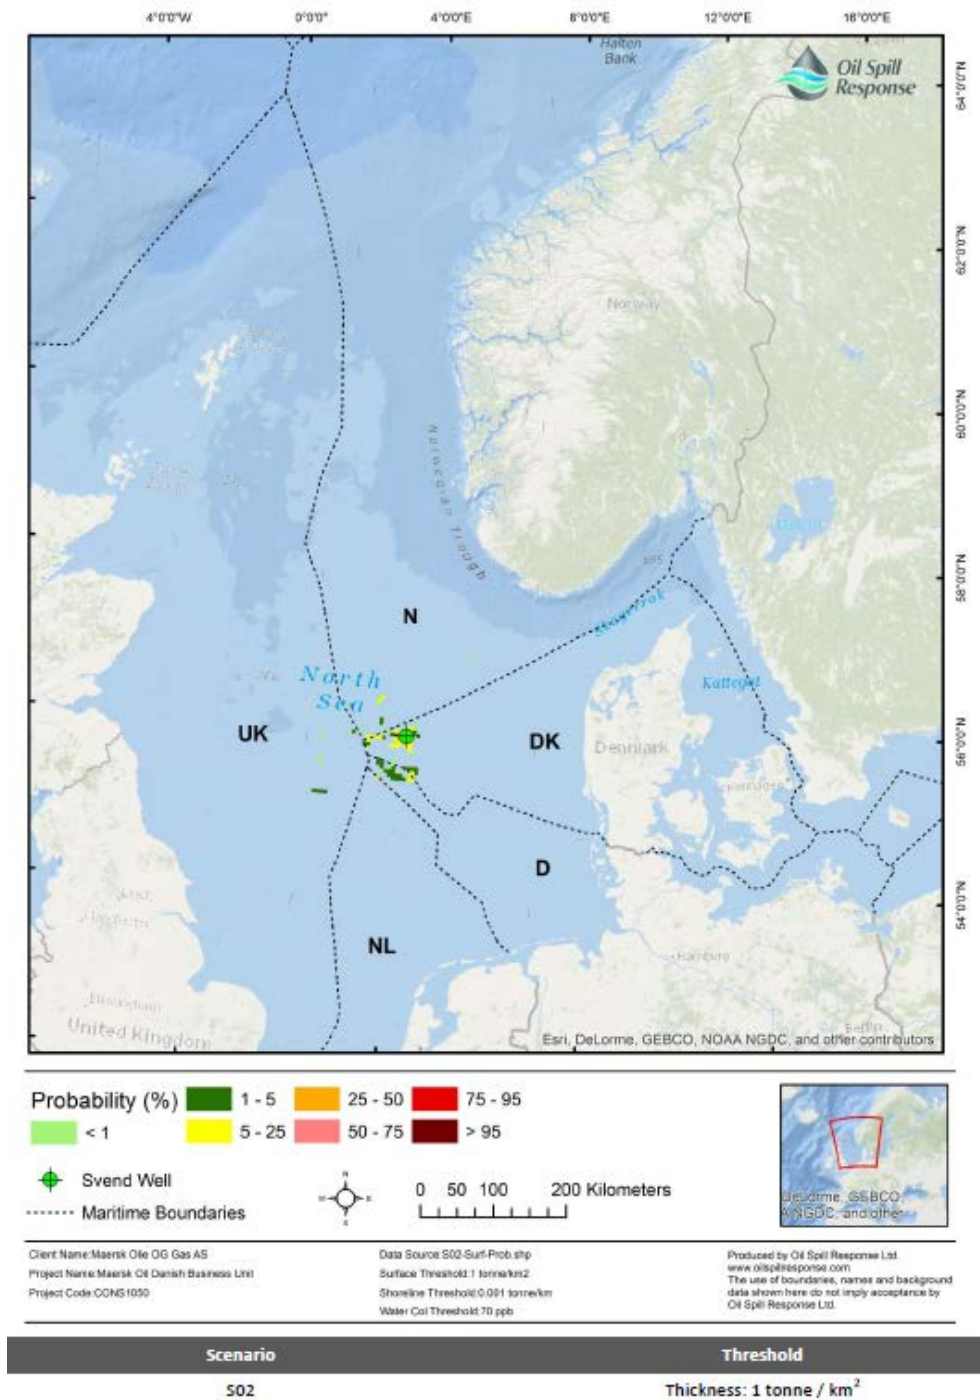 4°0'0"W 0°0'0" 4°0'0"E 8°0'0"E 12°0'0"E 16°0'0"E
Halten
Bank
Oil Spill
Response
64°0'0"N
62°0'0"N
Norway
60°0'0"N
Norwegian Trough
695
58°0'0"N
Skagerrak
N
North
Sea
Kattegat
UK
DK
Denmark
56°0'0"N
D
54°0'0"N
NL
Hamburg
Birmingham
United Kingdom
Berlin
Esri, DeLorme, GEBCO, NOAA NGDC, and other contributors
Probability (%) 1 - 5 25 - 50 75 - 95
< 1 5 - 25 50 - 75 > 95
Svend Well
Maritime Boundaries
N
W E
S
0 50 100 200 Kilometers
DeLorme, GEBCO,
A NGDC, and other
Client Name:Maersk Olie OG Gas AS
Project Name:Maersk Oil Danish Business Unit
Project Code:CONS1050
Data Source:S02-Surf-Prob.shp
Surface Threshold:1 tonne/km2
Shoreline Threshold:0.001 tonne/km
Water Col Threshold:70 ppb
Produced by Oil Spill Response Ltd.
www.oilspillresponse.com
The use of boundaries, names and background
data shown here do not imply acceptance by
Oil Spill Response Ltd.
Scenario Threshold
S02 Thickness: 1 tonne / km²